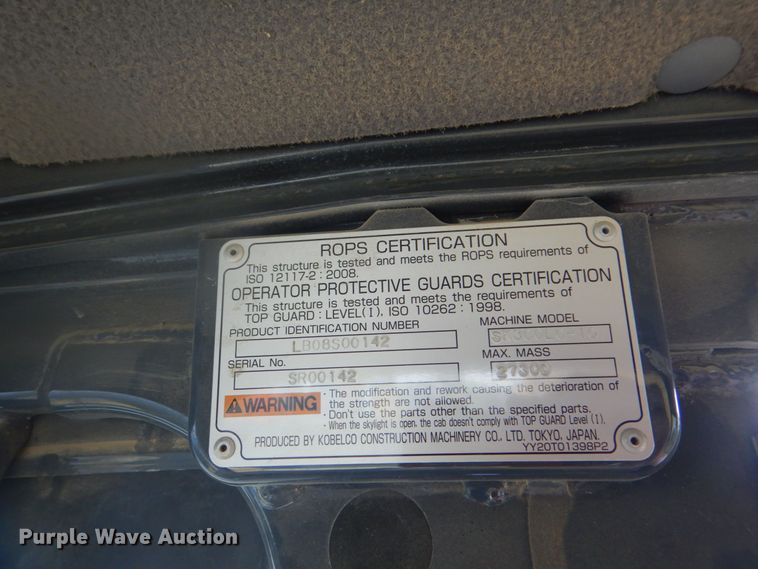 ROPS CERTIFICATION
This structure is tested and meets the ROPS requirements of
ISO 12117-2 : 2008.
OPERATOR PROTECTIVE GUARDS CERTIFICATION
This structure is tested and meets the requirements of
TOP GUARD : LEVEL(I). ISO 10262 : 1998.
PRODUCT IDENTIFICATION NUMBER
LB08S00142
MACHINE MODEL
SERIAL No.
SR00142
MAX. MASS
27300
WARNING
· The modification and rework causing the deterioration of
the strength are not allowed.
· Don't use the parts other than the specified parts.
· When the skylight is open, the cab doesn't comply with TOP GUARD Level (I).
PRODUCED BY KOBELCO CONSTRUCTION MACHINERY CO., LTD. TOKYO, JAPAN.
YY20T01398P2
Purple Wave Auction®